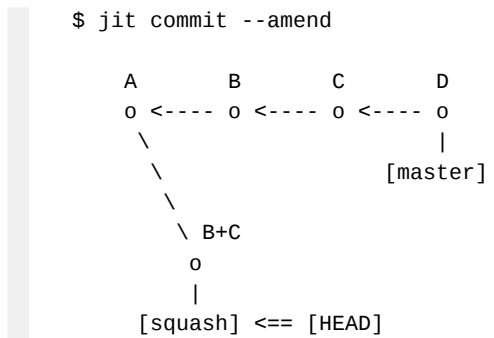 $ jit commit --amend
A B C D
o <---- o <---- o <---- o
\ |
\ [master]
\
\ B+C
o
|
[squash] <== [HEAD]